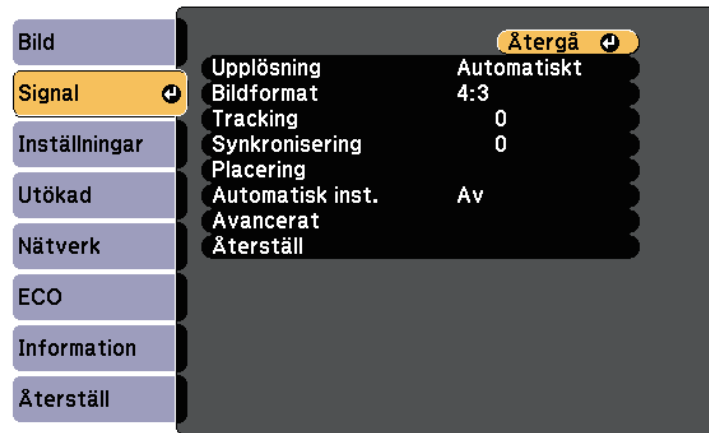 Bild
Signal
Inställningar
Utökad
Nätverk
ECO
Information
Återställ
Återgå
Upplösning Automatiskt
Bildformat 4:3
Tracking 0
Synkronisering 0
Placering
Automatisk inst. Av
Avancerat
Återställ